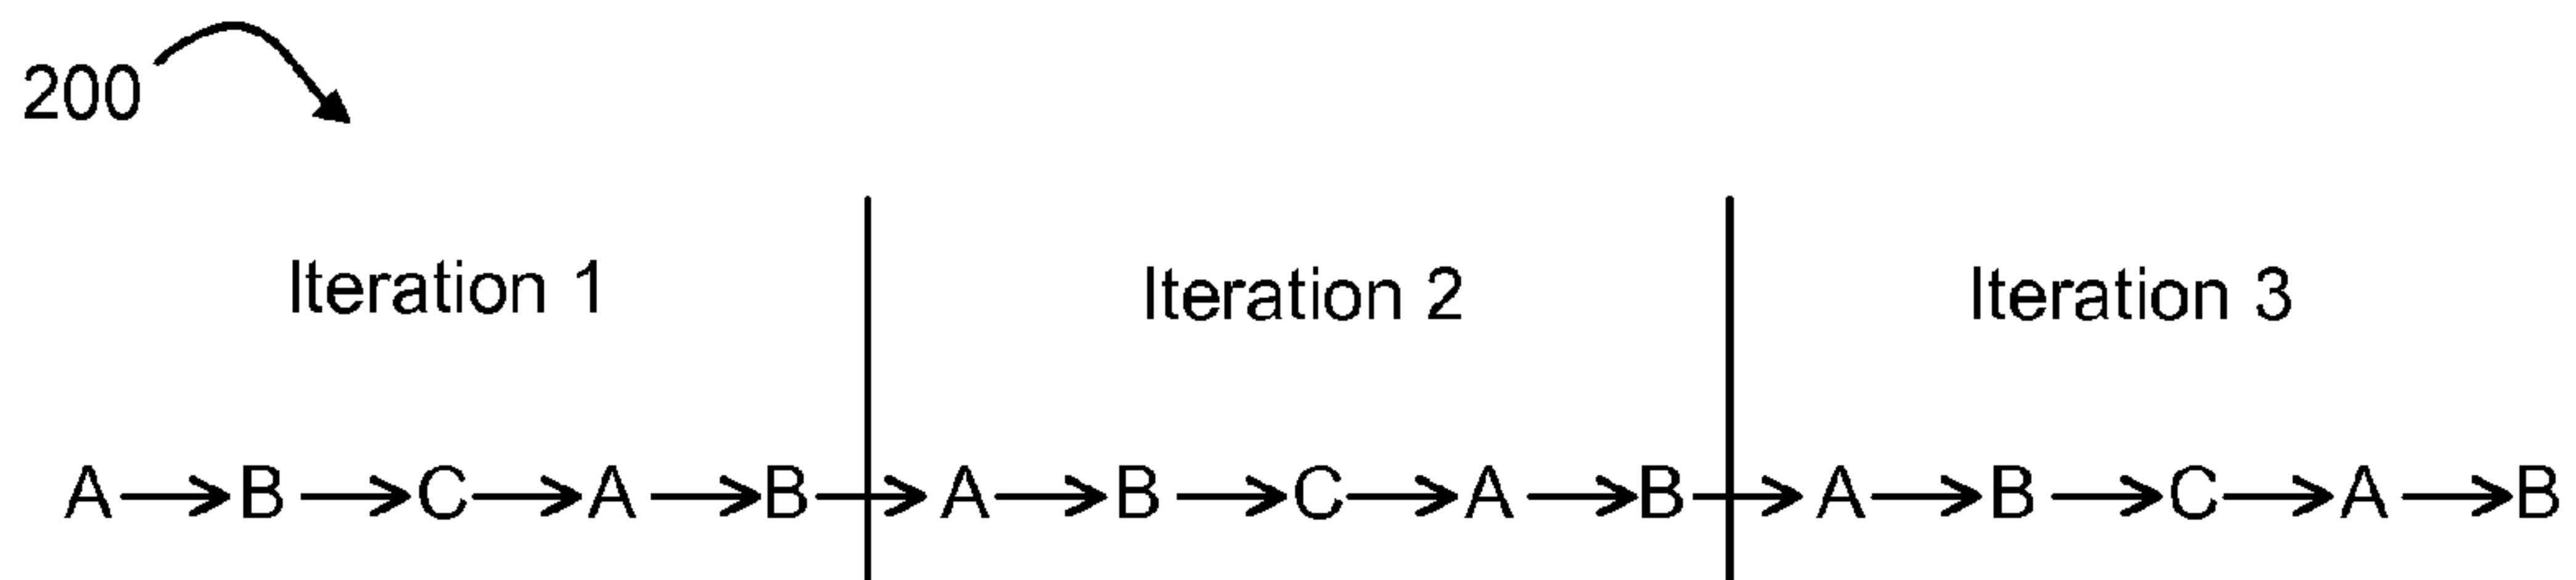 200
Iteration 1 Iteration 2 Iteration 3
A B C A B A B C A B A B C A B